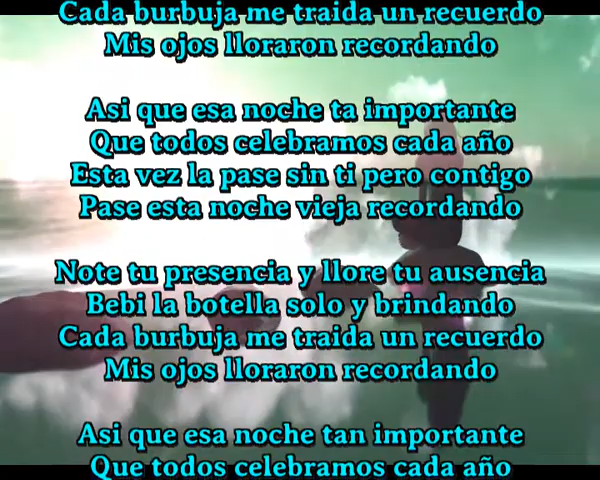 Cada burbuja me traida un recuerdo
Mis ojos lloraron recordando
Asi que esa noche ta importante
Que todos celebramos cada año
Esta vez la pase sin ti pero contigo
Pase esta noche vieja recordando
Note tu presencia y llore tu ausencia
Bebi la botella solo y brindando
Cada burbuja me traida un recuerdo
Mis ojos lloraron recordando
Asi que esa noche tan importante
Que todos celebramos cada año